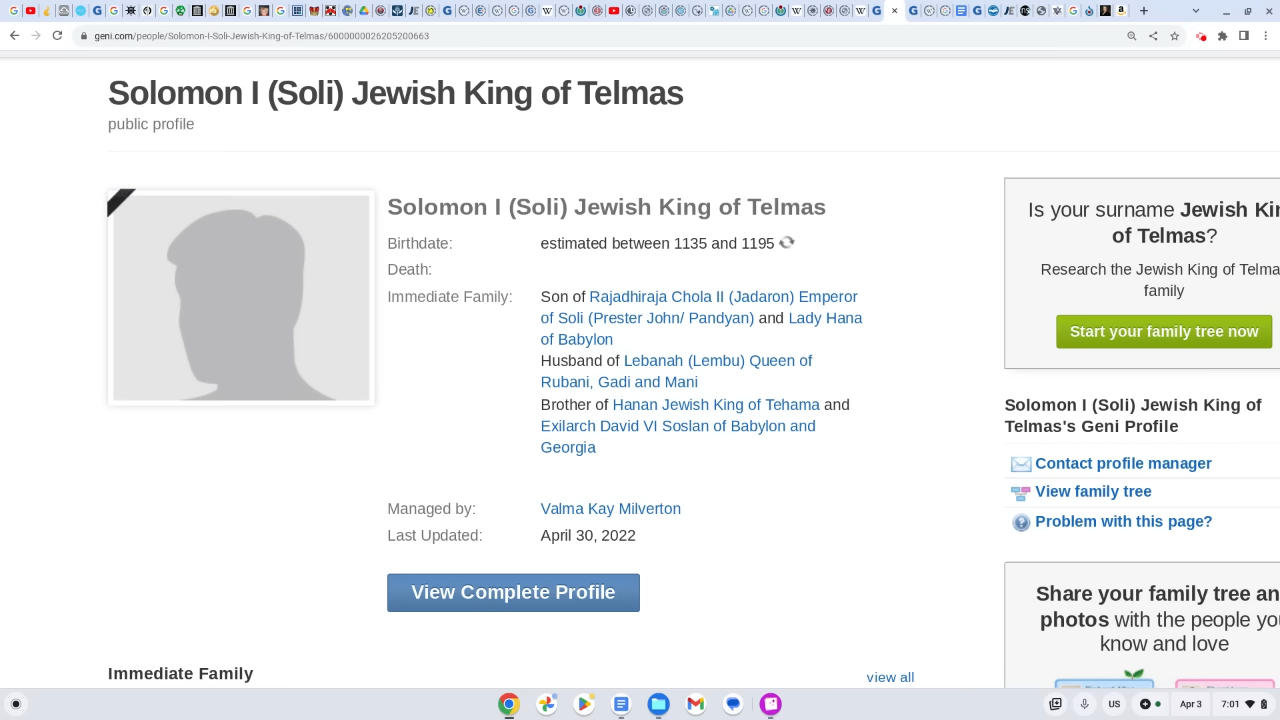 geni.com/people/Solomon-I-Soli-Jewish-King-of-Telmas/6000000026205200663
Solomon I (Soli) Jewish King of Telmas
public profile
Solomon I (Soli) Jewish King of Telmas
Birthdate: estimated between 1135 and 1195
Death:
Immediate Family: Son of Rajadhiraja Chola II (Jadaron) Emperor
of Soli (Prester John/ Pandyan) and Lady Hana
of Babylon
Husband of Lebanah (Lembu) Queen of
Rubani, Gadi and Mani
Brother of Hanan Jewish King of Tehama and
Exilarch David VI Soslan of Babylon and
Georgia
Managed by: Valma Kay Milverton
Last Updated: April 30, 2022
View Complete Profile
Immediate Family
view all
Is your surname Jewish Kin
of Telmas?
Research the Jewish King of Telma
family
Start your family tree now
Solomon I (Soli) Jewish King of
Telmas's Geni Profile
Contact profile manager
View family tree
Problem with this page?
Share your family tree an
photos with the people you
know and love
US
Apr 3
7:01